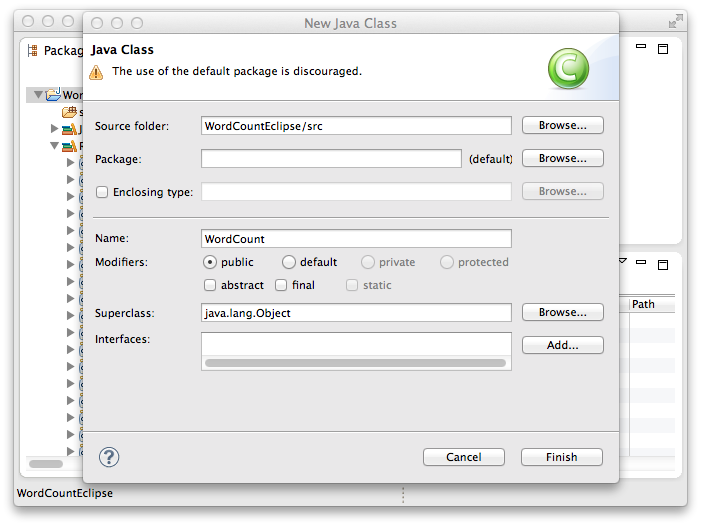 New Java Class
Java Class
The use of the default package is discouraged.
Packag
Wor
Source folder: WordCountEclipse/src Browse...
Package: (default) Browse...
Enclosing type: Browse...
Name: WordCount
Modifiers: public default private protected
abstract final static
Superclass: java.lang.Object Browse...
Path
Interfaces: Add...
? Cancel Finish
WordCountEclipse